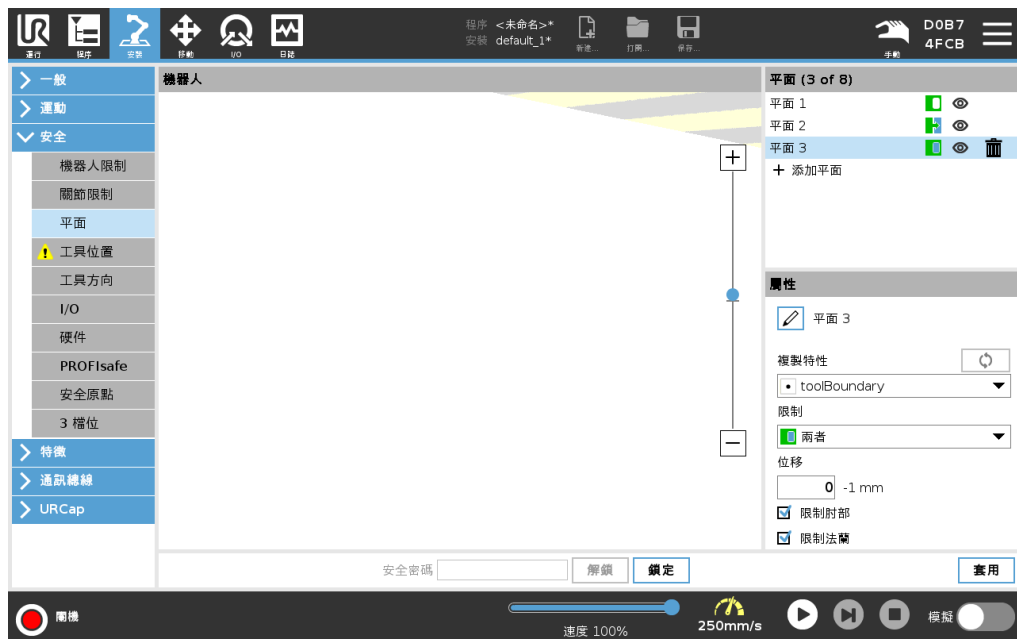 程序 <未命名>*
安裝 default_1*
運行
程序
安裝
移動
I/O
日誌
新建...
打開...
保存...
手動
D0B7
4FCB
一般
運動
安全
機器人限制
關節限制
平面
工具位置
工具方向
I/O
硬件
PROFIsafe
安全原點
3 檔位
特徵
通訊總線
URCap
機器人
平面 (3 of 8)
平面 1
平面 2
平面 3
添加平面
屬性
平面 3
複製特性
toolBoundary
限制
兩者
位移
0 -1 mm
限制肘部
限制法蘭
安全密碼
解鎖
鎖定
套用
關機
速度 100%
250mm/s
模擬